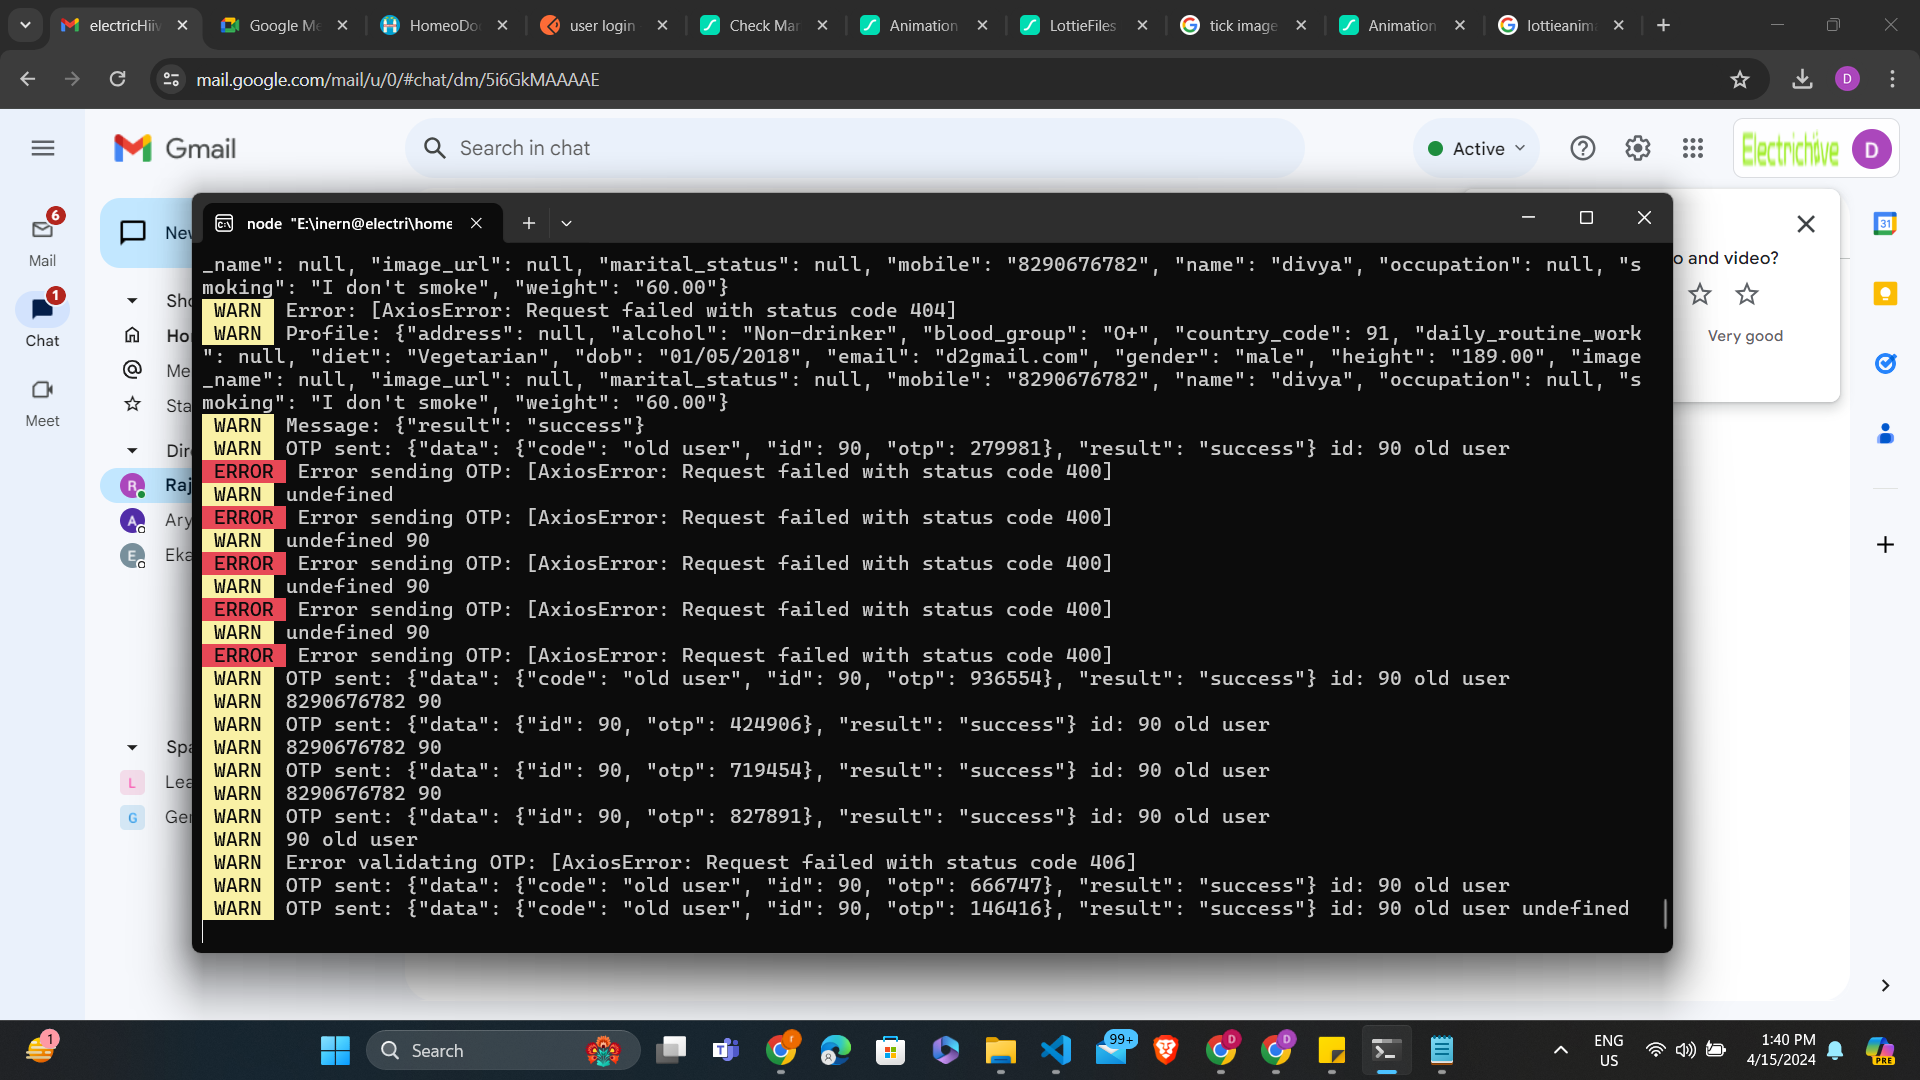 electricHiiv
Google Me
HomeoDoc
user login
Check Mar
Animation
LottieFiles
tick image
Animation
lottieanima
mail.google.com/mail/u/0/#chat/dm/5i6GkMAAAAE
D
Gmail
Search in chat
Active
Electrichive
D
6
Mail
1
Chat
Meet
New
Sho
Ho
Me
Sta
Dire
R Raj
A Ary
E Eka
Spa
L Lea
G Gen
o and video?
Very good
31
node "E:\inern@electri\home
_name": null, "image_url": null, "marital_status": null, "mobile": "8290676782", "name": "divya", "occupation": null, "s
moking": "I don't smoke", "weight": "60.00"}
WARN Error: [AxiosError: Request failed with status code 404]
WARN Profile: {"address": null, "alcohol": "Non-drinker", "blood_group": "O+", "country_code": 91, "daily_routine_work
": null, "diet": "Vegetarian", "dob": "01/05/2018", "email": "d2gmail.com", "gender": "male", "height": "189.00", "image
_name": null, "image_url": null, "marital_status": null, "mobile": "8290676782", "name": "divya", "occupation": null, "s
moking": "I don't smoke", "weight": "60.00"}
WARN Message: {"result": "success"}
WARN OTP sent: {"data": {"code": "old user", "id": 90, "otp": 279981}, "result": "success"} id: 90 old user
ERROR Error sending OTP: [AxiosError: Request failed with status code 400]
WARN undefined
ERROR Error sending OTP: [AxiosError: Request failed with status code 400]
WARN undefined 90
ERROR Error sending OTP: [AxiosError: Request failed with status code 400]
WARN undefined 90
ERROR Error sending OTP: [AxiosError: Request failed with status code 400]
WARN undefined 90
ERROR Error sending OTP: [AxiosError: Request failed with status code 400]
WARN OTP sent: {"data": {"code": "old user", "id": 90, "otp": 936554}, "result": "success"} id: 90 old user
WARN 8290676782 90
WARN OTP sent: {"data": {"id": 90, "otp": 424906}, "result": "success"} id: 90 old user
WARN 8290676782 90
WARN OTP sent: {"data": {"id": 90, "otp": 719454}, "result": "success"} id: 90 old user
WARN 8290676782 90
WARN OTP sent: {"data": {"id": 90, "otp": 827891}, "result": "success"} id: 90 old user
WARN 90 old user
WARN Error validating OTP: [AxiosError: Request failed with status code 406]
WARN OTP sent: {"data": {"code": "old user", "id": 90, "otp": 666747}, "result": "success"} id: 90 old user
WARN OTP sent: {"data": {"code": "old user", "id": 90, "otp": 146416}, "result": "success"} id: 90 old user undefined
1
Search
99+
ENG
US
1:40 PM
4/15/2024
PRE